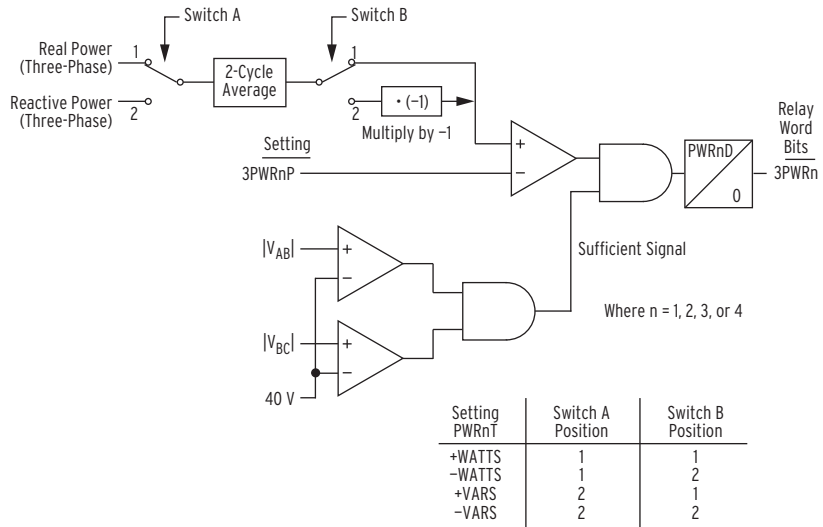 Switch A
Switch B
Real Power
(Three-Phase)
1
2-Cycle
Average
1
Reactive Power
(Three-Phase)
2
2
• (–1)
Multiply by –1
Relay
Word
Bits
Setting
3PWRnP
+
–
PWRnD
0
3PWRn
|VAB|
+
–
Sufficient Signal
Where n = 1, 2, 3, or 4
|VBC|
+
–
40 V
Setting PWRnT | Switch A Position | Switch B Position
+WATTS 1 1
–WATTS 1 2
+VARS 2 1
–VARS 2 2